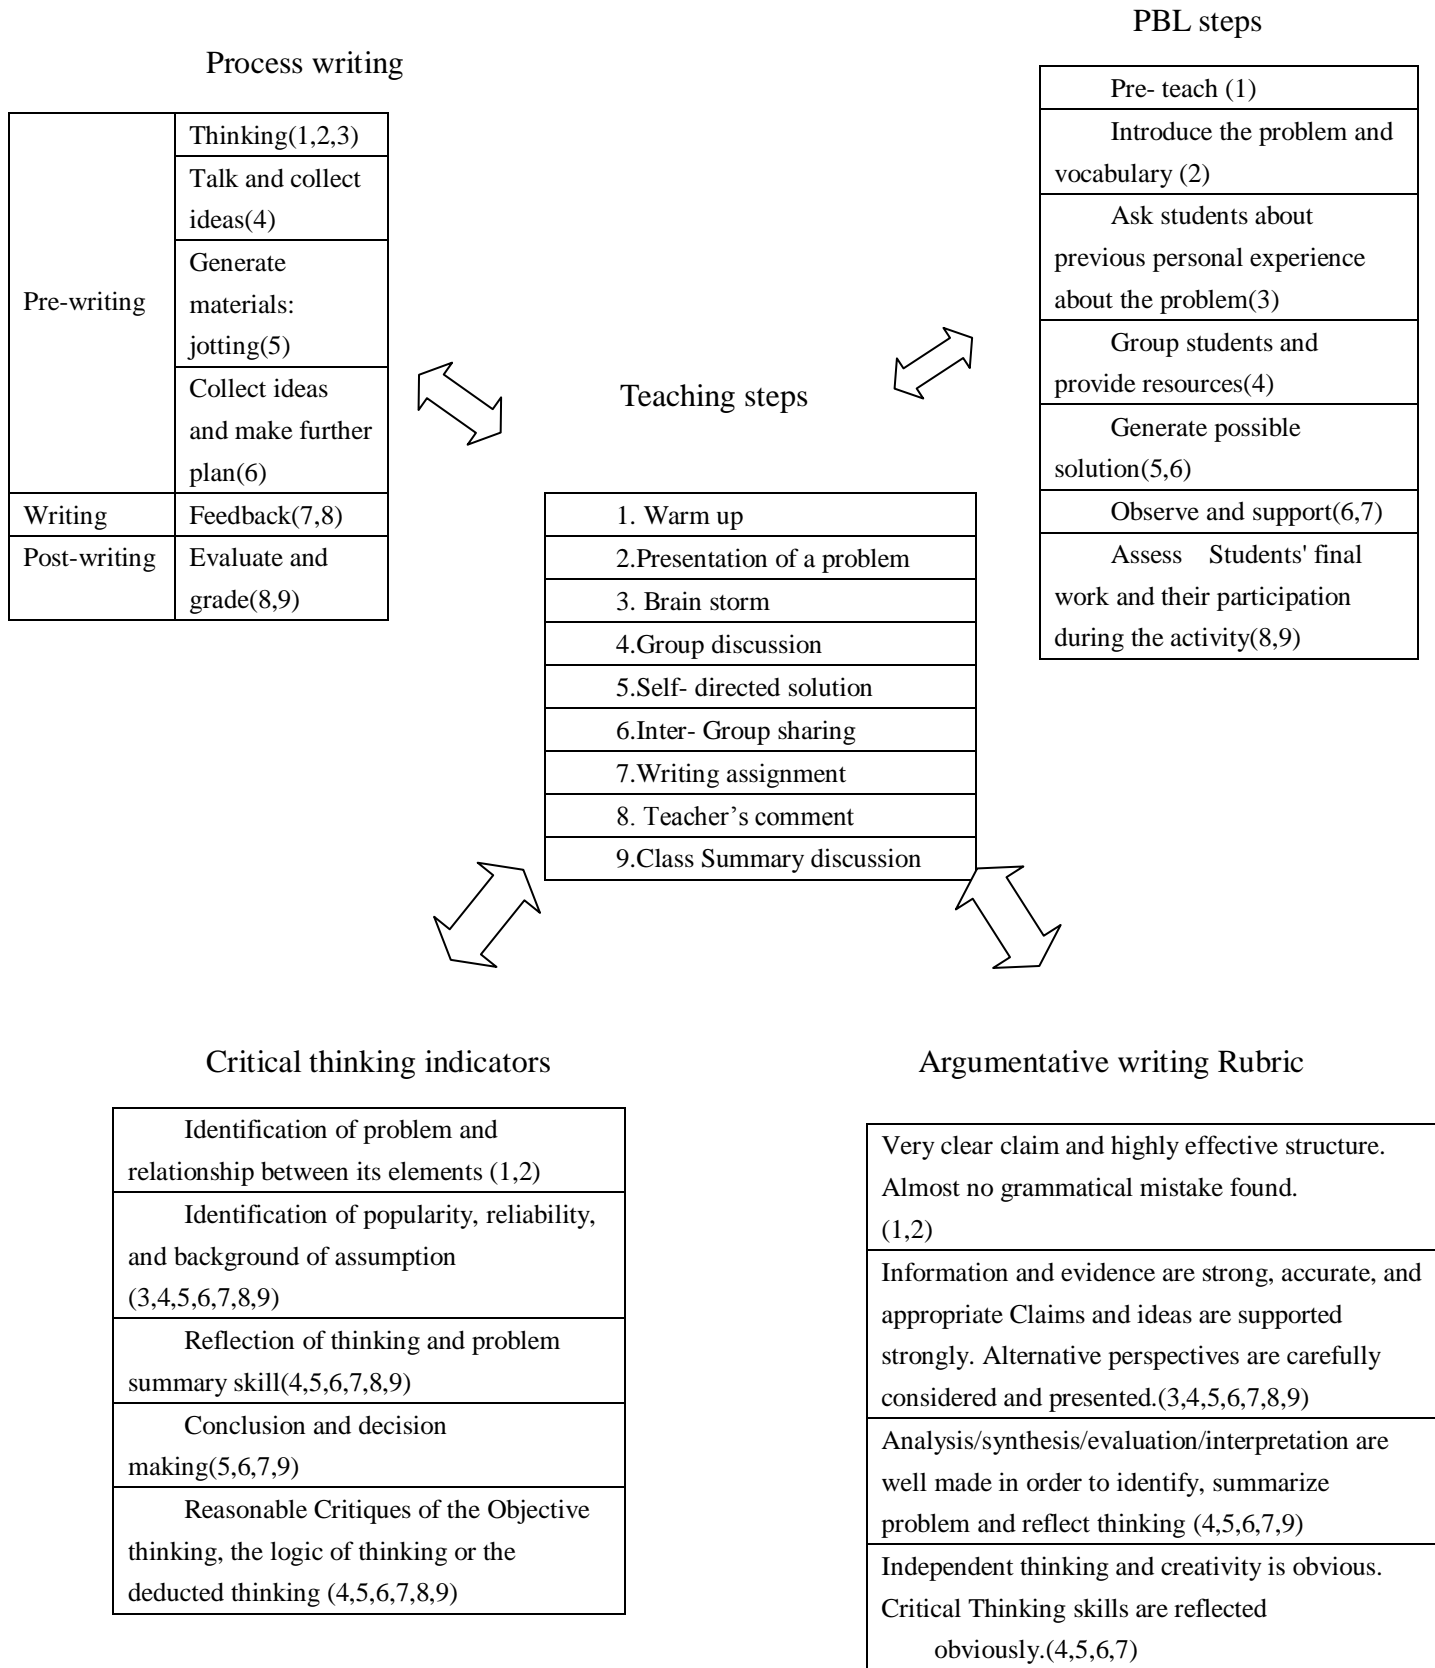 PBL steps
Process writing
Pre-writing
Thinking(1,2,3)
Talk and collect
ideas(4)
Generate
materials:
jotting(5)
Collect ideas
and make further
plan(6)
Writing
Feedback(7,8)
Post-writing
Evaluate and
grade(8,9)
Pre- teach (1)
Introduce the problem and
vocabulary (2)
Ask students about
previous personal experience
about the problem(3)
Group students and
provide resources(4)
Generate possible
solution(5,6)
Observe and support(6,7)
Assess Students' final
work and their participation
during the activity(8,9)
Teaching steps
1. Warm up
2.Presentation of a problem
3. Brain storm
4.Group discussion
5.Self- directed solution
6.Inter- Group sharing
7.Writing assignment
8. Teacher’s comment
9.Class Summary discussion
Critical thinking indicators
Identification of problem and
relationship between its elements (1,2)
Identification of popularity, reliability,
and background of assumption
(3,4,5,6,7,8,9)
Reflection of thinking and problem
summary skill(4,5,6,7,8,9)
Conclusion and decision
making(5,6,7,9)
Reasonable Critiques of the Objective
thinking, the logic of thinking or the
deducted thinking (4,5,6,7,8,9)
Argumentative writing Rubric
Very clear claim and highly effective structure.
Almost no grammatical mistake found.
(1,2)
Information and evidence are strong, accurate, and
appropriate Claims and ideas are supported
strongly. Alternative perspectives are carefully
considered and presented.(3,4,5,6,7,8,9)
Analysis/synthesis/evaluation/interpretation are
well made in order to identify, summarize
problem and reflect thinking (4,5,6,7,9)
Independent thinking and creativity is obvious.
Critical Thinking skills are reflected
obviously.(4,5,6,7)